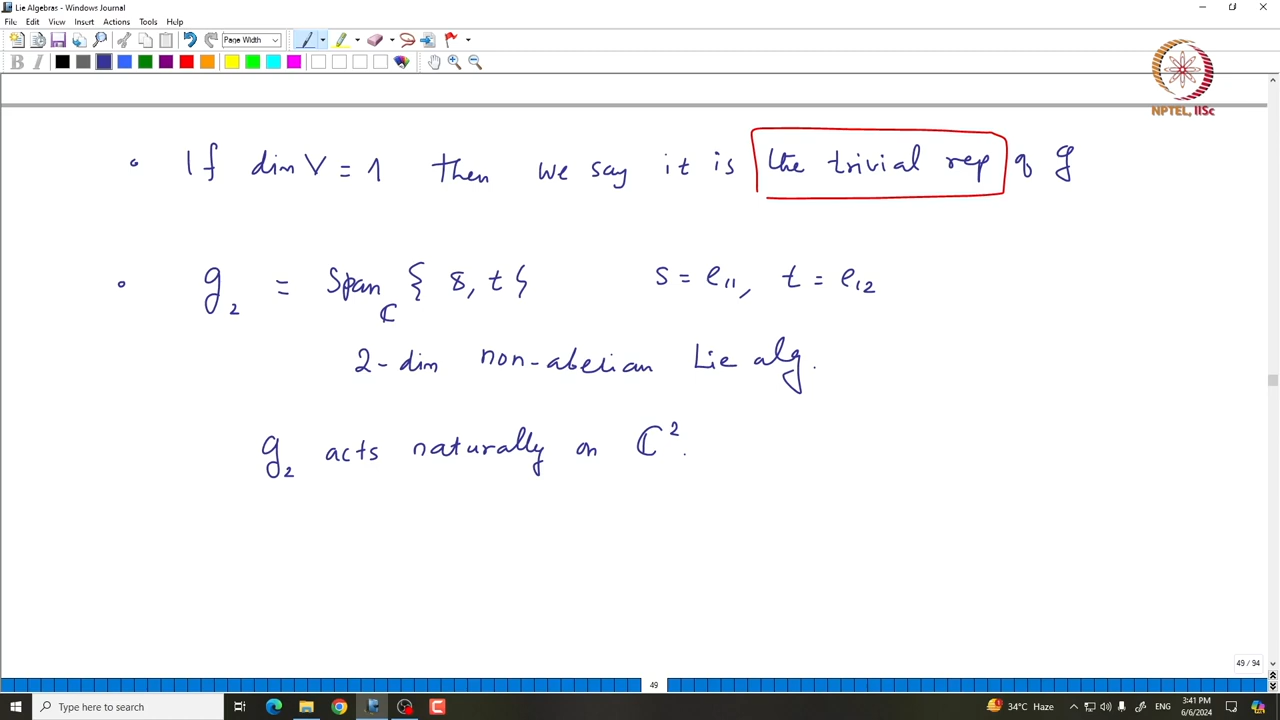 Lie Algebras - Windows Journal
File Edit View Insert Actions Tools Help
Page Width
B I
NPTEL, IISc
• If dim V = 1 then we say it is the trivial rep of g
• g₂ = Span_ℂ { s, t } s = e₁₁, t = e₁₂
2-dim non-abelian Lie alg.
g₂ acts naturally on ℂ².
49 / 94
49
Type here to search
34°C Haze
ENG
3:41 PM
6/6/2024